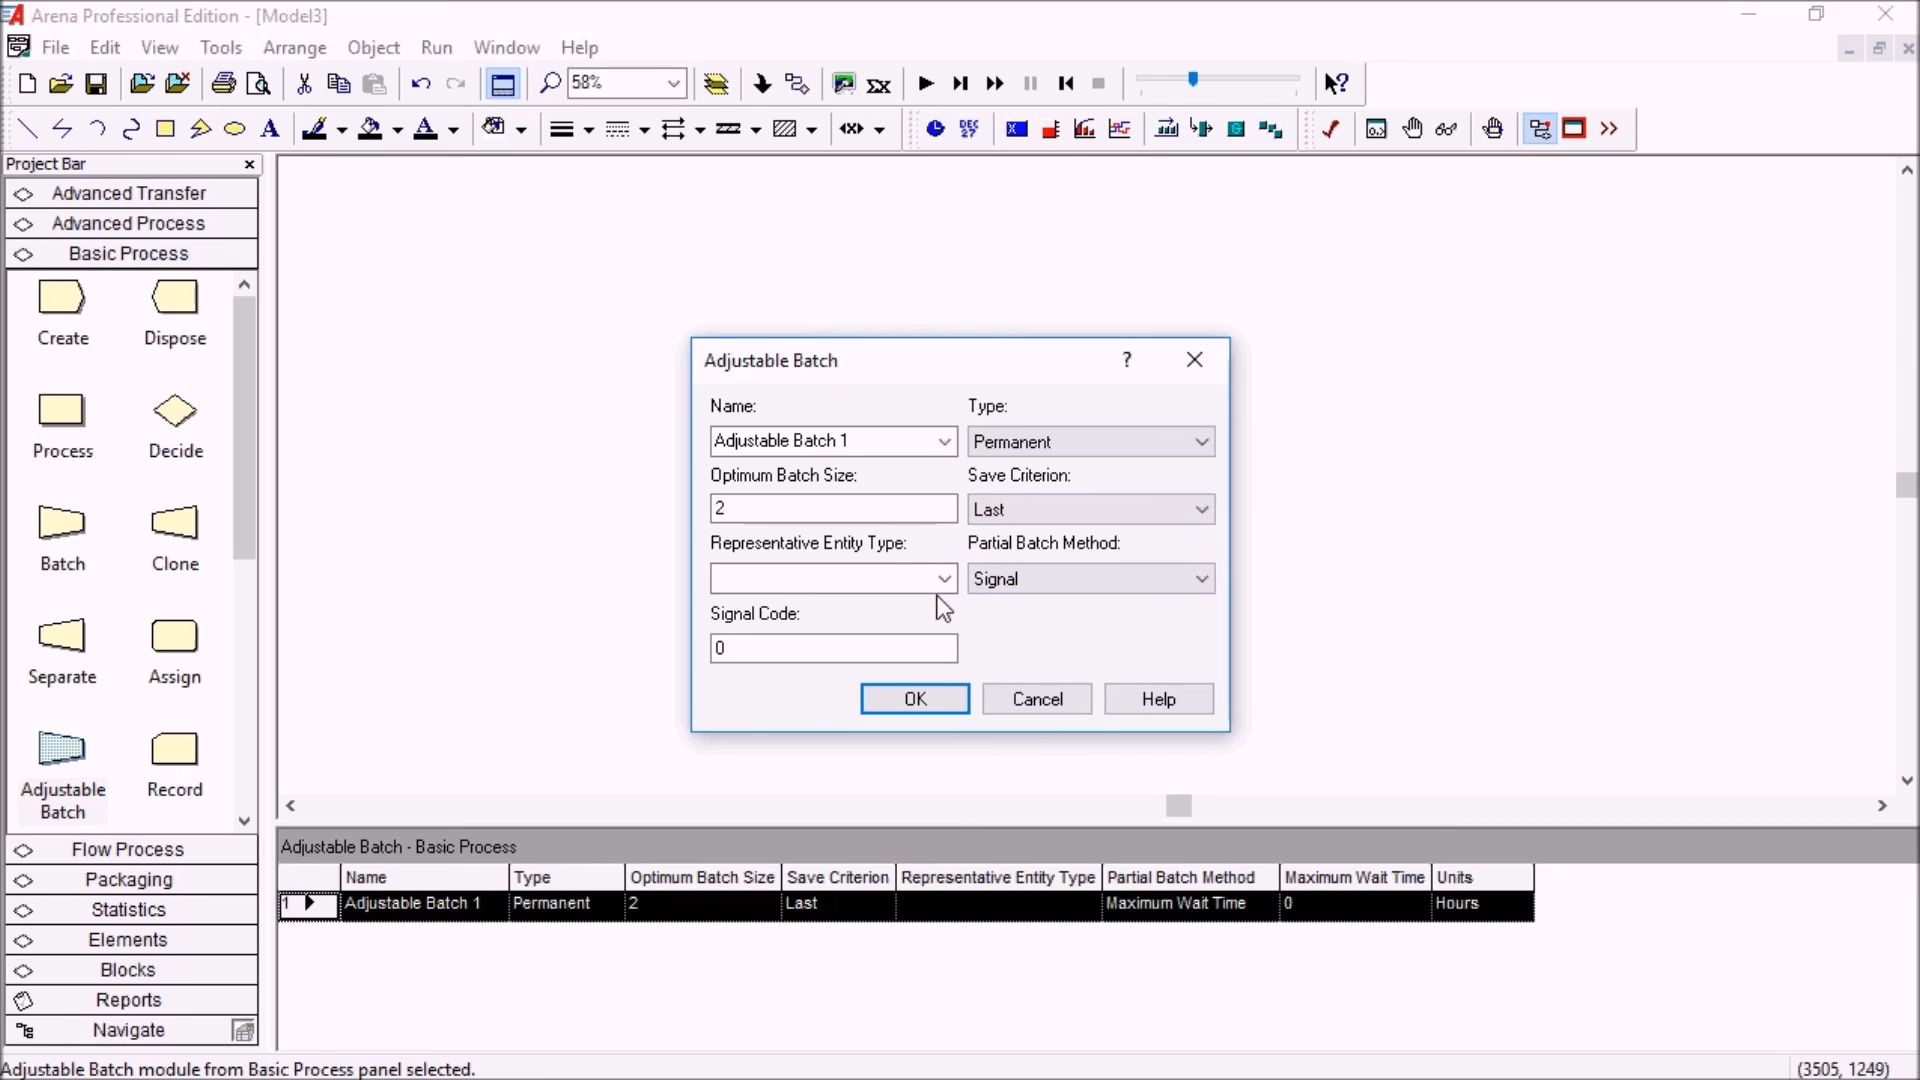 Arena Professional Edition - [Model3]
File Edit View Tools Arrange Object Run Window Help
58%
Project Bar
Advanced Transfer
Advanced Process
Basic Process
Create Dispose
Process Decide
Batch Clone
Separate Assign
Adjustable Batch Record
Flow Process
Packaging
Statistics
Elements
Blocks
Reports
Navigate
Adjustable Batch
Name: Type:
Adjustable Batch 1 Permanent
Optimum Batch Size: Save Criterion:
2 Last
Representative Entity Type: Partial Batch Method:
Signal
Signal Code:
0
OK Cancel Help
Adjustable Batch - Basic Process
Name Type Optimum Batch Size Save Criterion Representative Entity Type Partial Batch Method Maximum Wait Time Units
1 Adjustable Batch 1 Permanent 2 Last Maximum Wait Time 0 Hours
Adjustable Batch module from Basic Process panel selected. (3505, 1249)